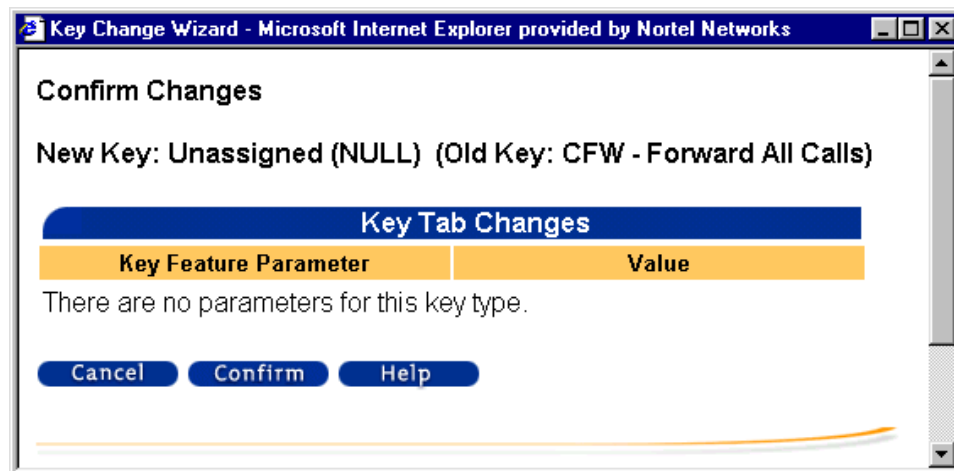 Key Change Wizard - Microsoft Internet Explorer provided by Nortel Networks
Confirm Changes
New Key: Unassigned (NULL) (Old Key: CFW - Forward All Calls)
Key Tab Changes
Key Feature Parameter Value
There are no parameters for this key type.
Cancel Confirm Help